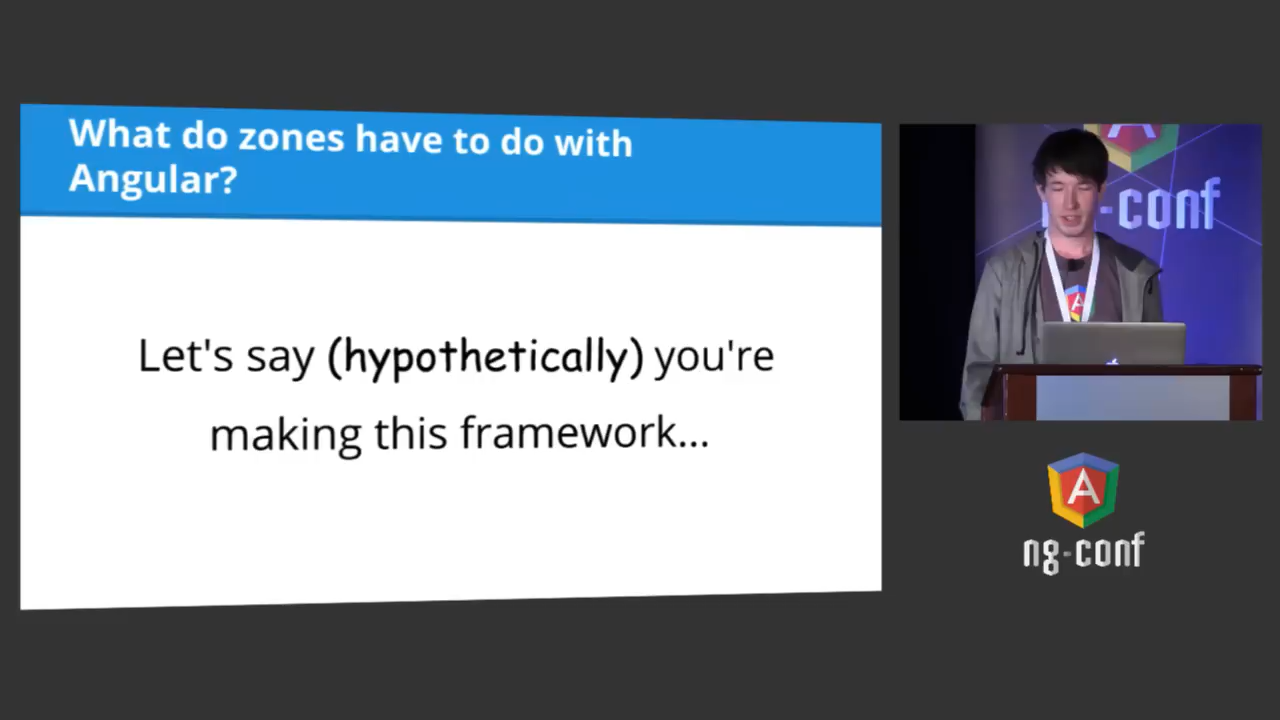 What do zones have to do with
Angular?
Let's say (hypothetically) you're
making this framework...
A
-conf
A
ng-conf